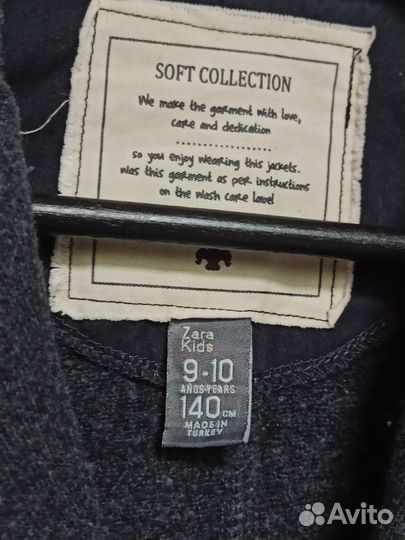 SOFT COLLECTION
We make the garment with love,
care and dedication
so you enjoy wearing this jackets.
was this garment as per instructions
on the wash care label
Zara
Kids
9-10
AÑOS YEARS
140 CM
MADE IN
TURKEY
Avito